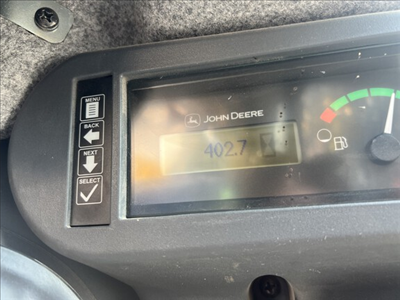 MENU
BACK
NEXT
SELECT
JOHN DEERE
402.7